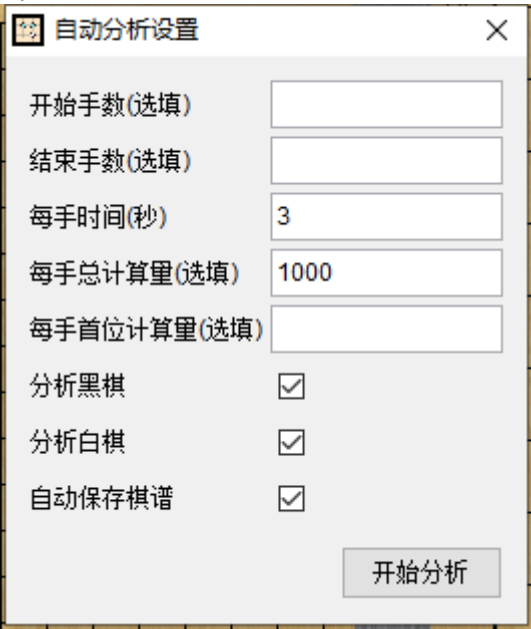 自动分析设置
开始手数(选填)
结束手数(选填)
每手时间(秒) 3
每手总计算量(选填) 1000
每手首位计算量(选填)
分析黑棋
分析白棋
自动保存棋谱
开始分析